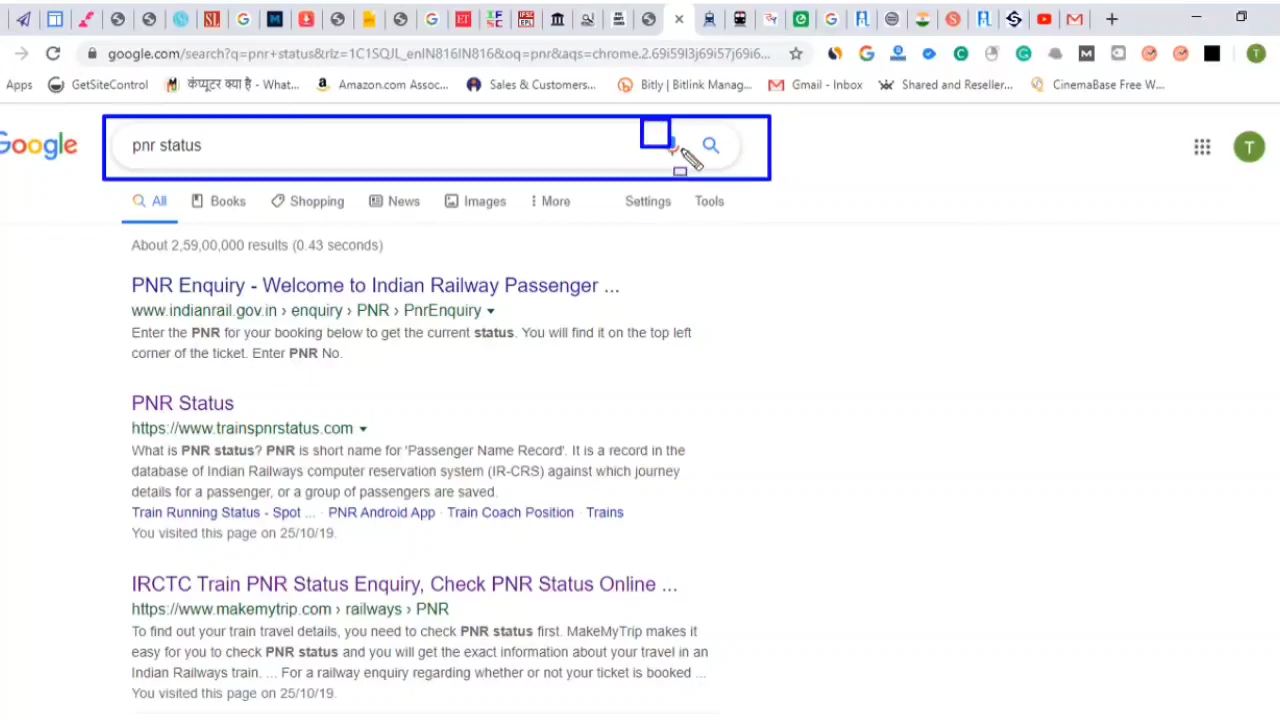 google.com/search?q=pnr+status&rlz=1C1SQJL_enIN816IN816&oq=pnr&aqs=chrome.2.69i59l3j69i57j69i6...
Apps GetSiteControl कंप्यूटर क्या है - What... Amazon.com Assoc... Sales & Customers... Bitly | Bitlink Manag... Gmail - Inbox Shared and Reseller... CinemaBase Free W...
Google
pnr status
T
All Books Shopping News Images More Settings Tools
About 2,59,00,000 results (0.43 seconds)
PNR Enquiry - Welcome to Indian Railway Passenger ...
www.indianrail.gov.in › enquiry › PNR › PnrEnquiry
Enter the PNR for your booking below to get the current status. You will find it on the top left
corner of the ticket. Enter PNR No.
PNR Status
https://www.trainspnrstatus.com
What is PNR status? PNR is short name for 'Passenger Name Record'. It is a record in the
database of Indian Railways computer reservation system (IR-CRS) against which journey
details for a passenger, or a group of passengers are saved.
Train Running Status - Spot ... · PNR Android App · Train Coach Position · Trains
You visited this page on 25/10/19.
IRCTC Train PNR Status Enquiry, Check PNR Status Online ...
https://www.makemytrip.com › railways › PNR
To find out your train travel details, you need to check PNR status first. MakeMyTrip makes it
easy for you to check PNR status and you will get the exact information about your travel in an
Indian Railways train. ... For a railway enquiry regarding whether or not your ticket is booked ...
You visited this page on 25/10/19.